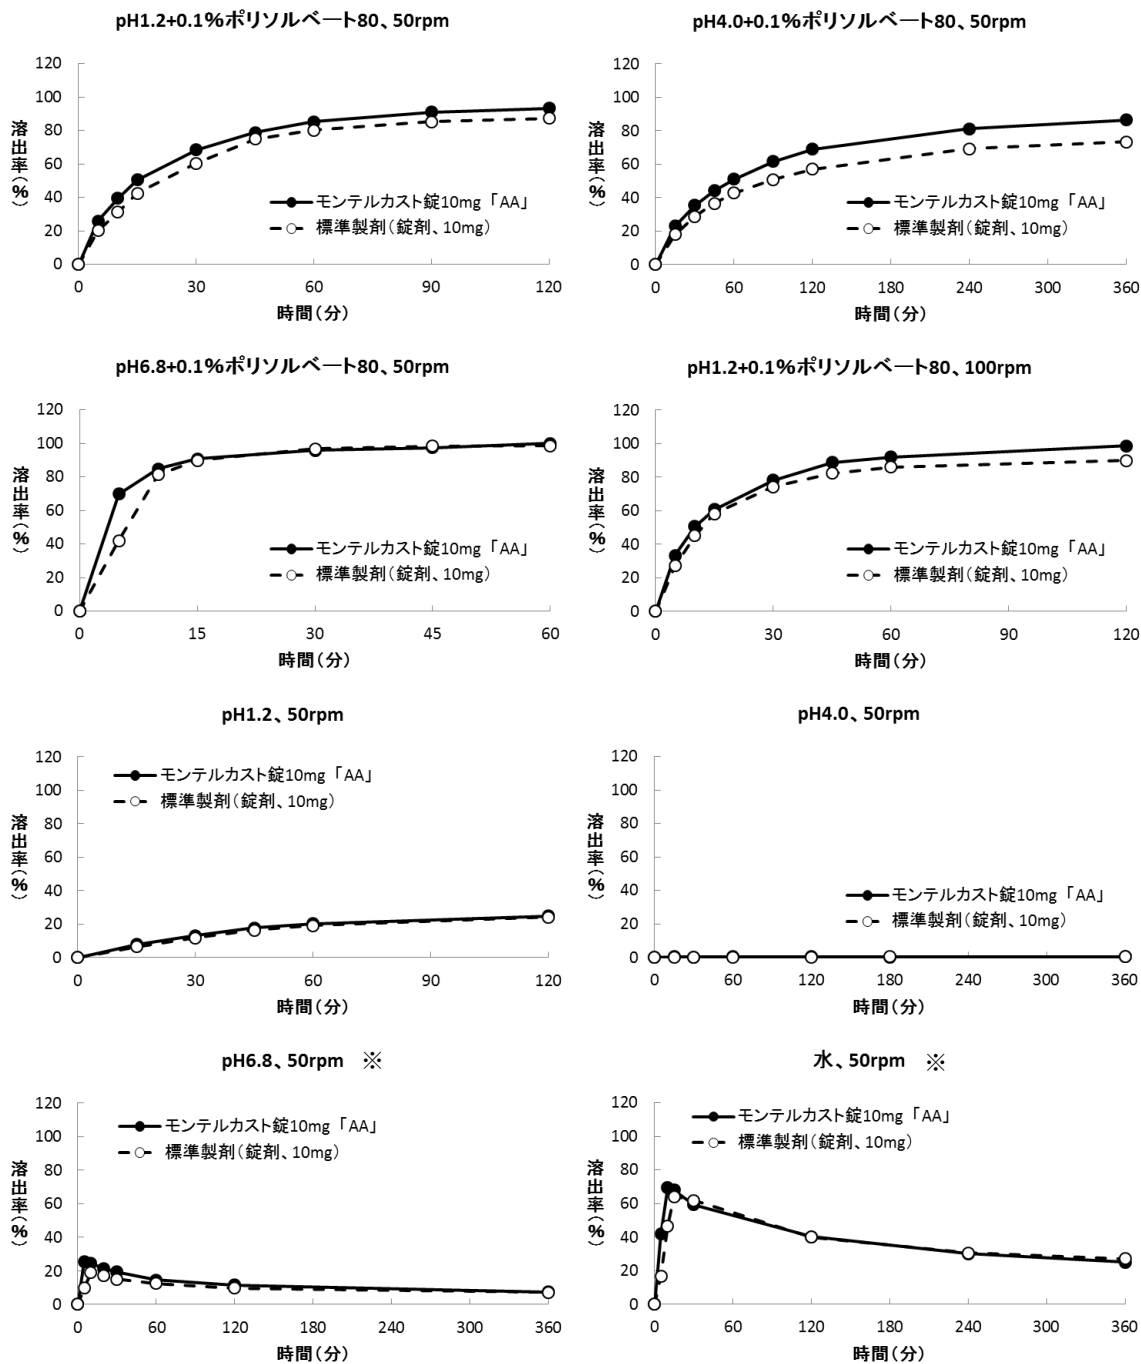 pH1.2+0.1%ポリソルベート80、50rpm
120
100
80
60
40
20
0
溶出率(%)
モンテルカスト錠10mg「AA」
標準製剤(錠剤、10mg)
0 30 60 90 120
時間(分)
pH4.0+0.1%ポリソルベート80、50rpm
120
100
80
60
40
20
0
溶出率(%)
モンテルカスト錠10mg「AA」
標準製剤(錠剤、10mg)
0 60 120 180 240 300 360
時間(分)
pH6.8+0.1%ポリソルベート80、50rpm
120
100
80
60
40
20
0
溶出率(%)
モンテルカスト錠10mg「AA」
標準製剤(錠剤、10mg)
0 15 30 45 60
時間(分)
pH1.2+0.1%ポリソルベート80、100rpm
120
100
80
60
40
20
0
溶出率(%)
モンテルカスト錠10mg「AA」
標準製剤(錠剤、10mg)
0 30 60 90 120
時間(分)
pH1.2、50rpm
120
100
80
60
40
20
0
溶出率(%)
モンテルカスト錠10mg「AA」
標準製剤(錠剤、10mg)
0 30 60 90 120
時間(分)
pH4.0、50rpm
120
100
80
60
40
20
0
溶出率(%)
モンテルカスト錠10mg「AA」
標準製剤(錠剤、10mg)
0 60 120 180 240 300 360
時間(分)
pH6.8、50rpm ※
120
100
80
60
40
20
0
溶出率(%)
モンテルカスト錠10mg「AA」
標準製剤(錠剤、10mg)
0 60 120 180 240 300 360
時間(分)
水、50rpm ※
120
100
80
60
40
20
0
溶出率(%)
モンテルカスト錠10mg「AA」
標準製剤(錠剤、10mg)
0 60 120 180 240 300 360
時間(分)